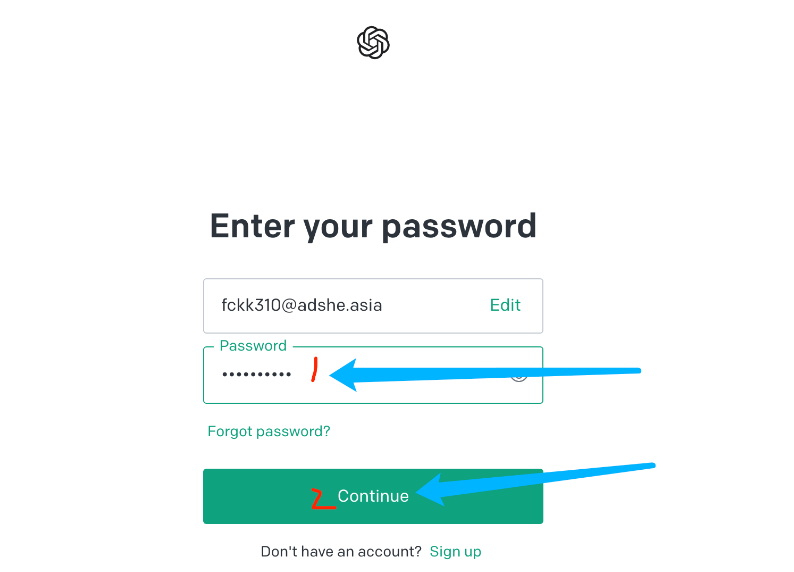 Enter your password
fckk310@adshe.asia Edit
Password
•••••••••• 1
Forgot password?
2 Continue
Don't have an account? Sign up